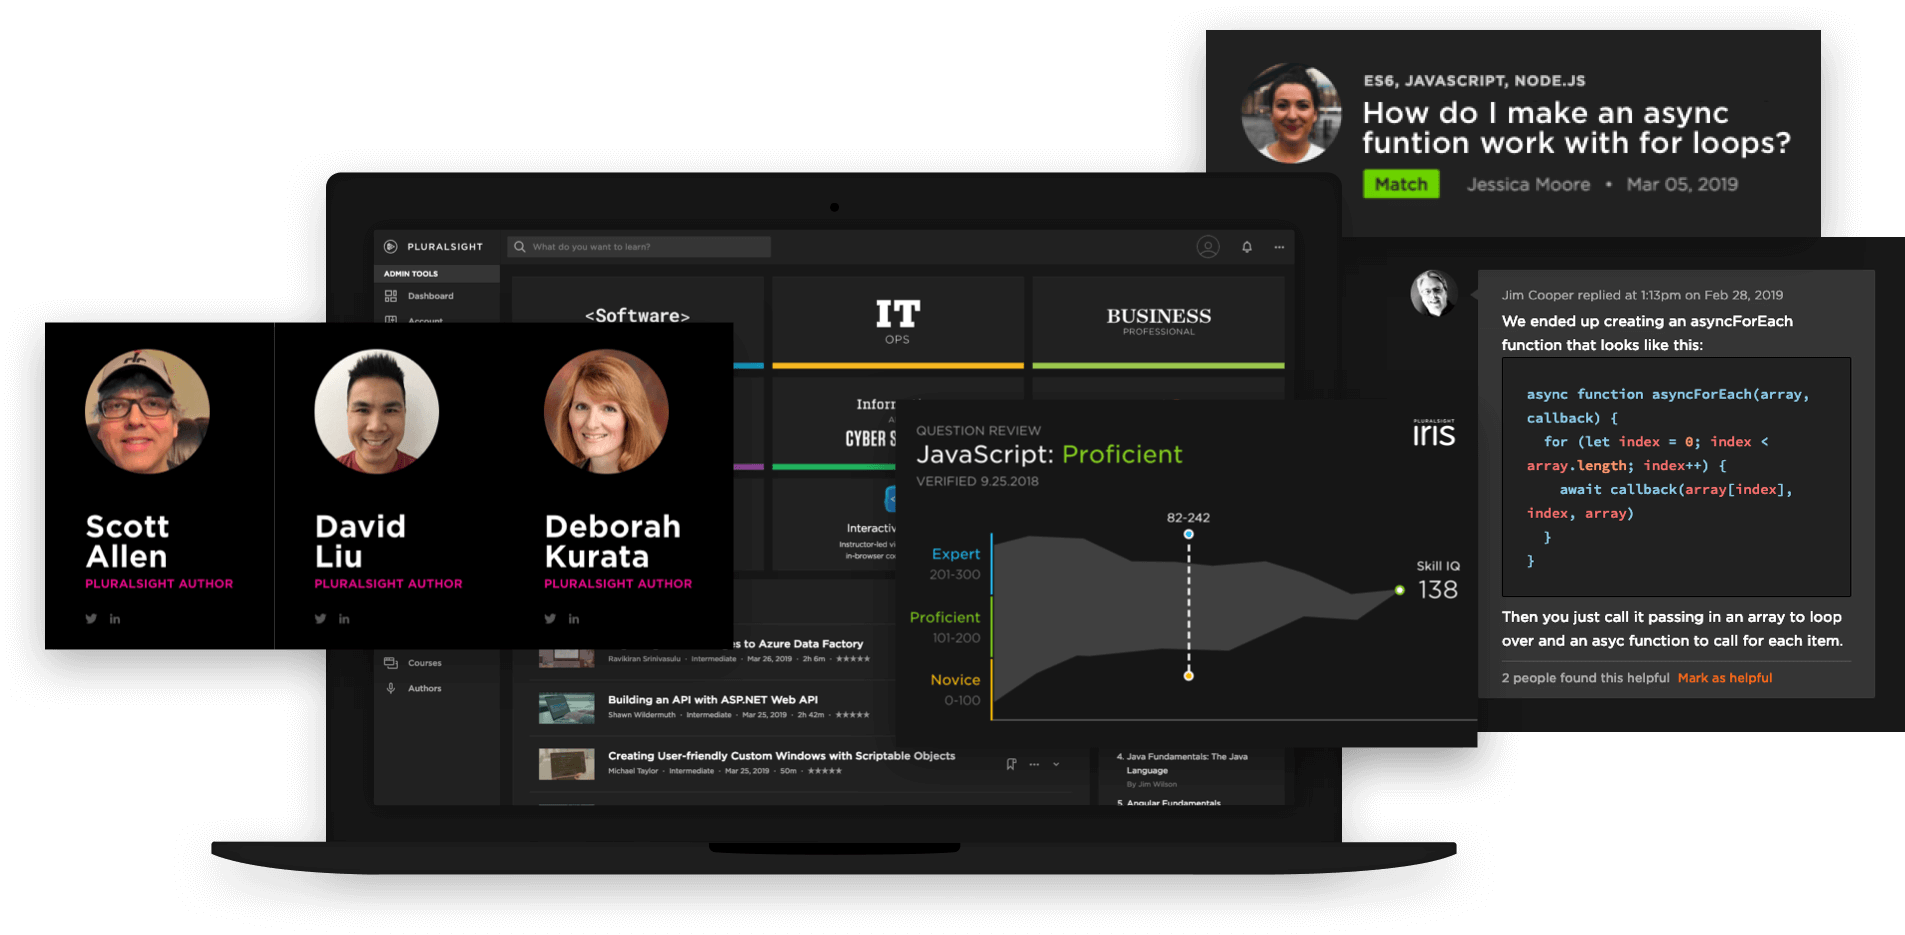 ES6, JAVASCRIPT, NODE.JS
How do I make an async
funtion work with for loops?
Match Jessica Moore • Mar 05, 2019
PLURALSIGHT
What do you want to learn?
ADMIN TOOLS
Dashboard
Account
<Software>
IT
OPS
BUSINESS
PROFESSIONAL
Jim Cooper replied at 1:13pm on Feb 28, 2019
We ended up creating an asyncForEach
function that looks like this:
async function asyncForEach(array,
callback) {
for (let index = 0; index <
array.length; index++) {
await callback(array[index],
index, array)
}
}
Then you just call it passing in an array to loop
over and an asyc function to call for each item.
2 people found this helpful Mark as helpful
Scott
Allen
PLURALSIGHT AUTHOR
David
Liu
PLURALSIGHT AUTHOR
Deborah
Kurata
PLURALSIGHT AUTHOR
in
in
in
CYBER S
Interactiv
Instructor-led vi
in-browser co
QUESTION REVIEW
JavaScript: Proficient
VERIFIED 9.25.2018
PLURALSIGHT
iris
82-242
Expert
201-300
Proficient
101-200
Novice
0-100
Skill IQ
138
es to Azure Data Factory
Ravikiran Srinivasulu · Intermediate · Mar 26, 2019 · 2h 6m · ★★★★★
Courses
Authors
Building an API with ASP.NET Web API
Shawn Wildermuth · Intermediate · Mar 25, 2019 · 2h 42m · ★★★★★
Creating User-friendly Custom Windows with Scriptable Objects
Michael Taylor · Intermediate · Mar 25, 2019 · 50m · ★★★★★
4. Java Fundamentals: The Java
Language
By Jim Wilson
5. Angular Fundamentals